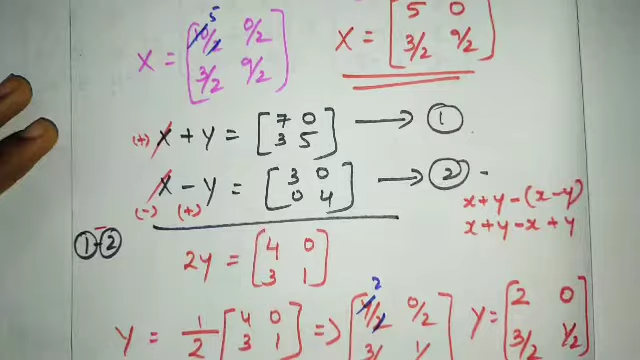 X = [10/2 5 0/2
3/2 9/2]
X = [5 0
3/2 9/2]
(+) X + Y = [7 0
3 5] → ①
X - Y = [3 0
0 4] → ② -
(-) (+)
x+y-(x-y)
x+y-x+y
①-②
2Y = [4 0
3 1]
Y = 1/2 [4 0
3 1] => [4/2 2 0/2
3/ 1/]
Y = [2 0
3/2 1/2]